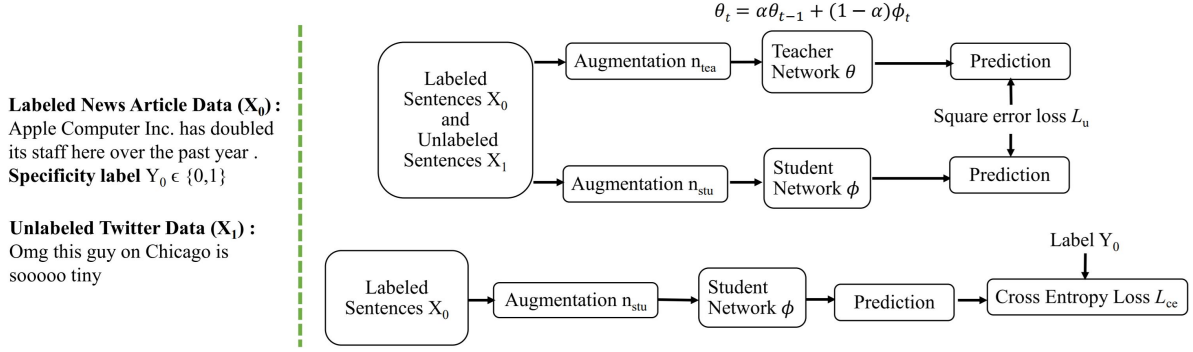 θₜ = αθₜ₋₁ + (1 − α)ϕₜ
Labeled News Article Data (X₀) :
Apple Computer Inc. has doubled
its staff here over the past year .
Specificity label Y₀ ϵ {0,1}
Unlabeled Twitter Data (X₁) :
Omg this guy on Chicago is
sooooo tiny
Labeled
Sentences X₀
and
Unlabeled
Sentences X₁
Augmentation nₜₑₐ
Teacher
Network θ
Prediction
Square error loss Lᵤ
Augmentation nₛₜᵤ
Student
Network ϕ
Prediction
Labeled
Sentences X₀
Augmentation nₛₜᵤ
Student
Network ϕ
Prediction
Label Y₀
Cross Entropy Loss L_ce